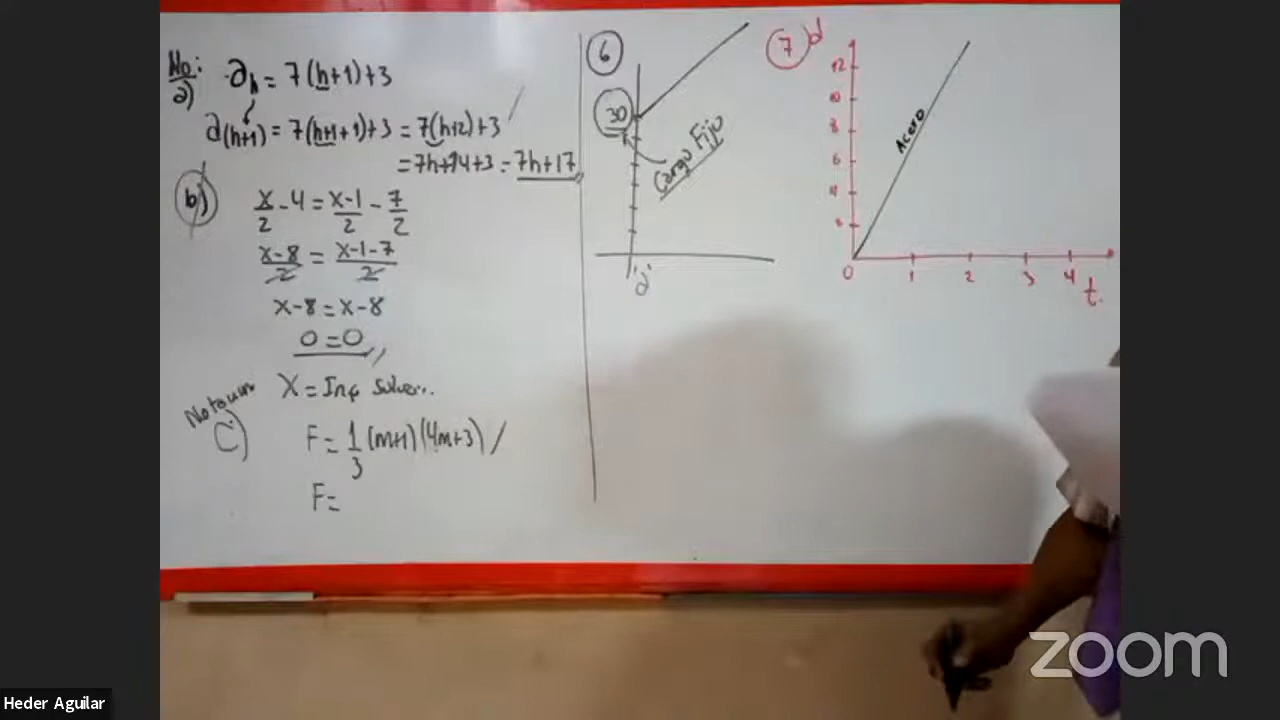 No:
a)
a_h = 7(h+1)+3
a(h+1) = 7(h+1+1)+3 = 7(h+2)+3
= 7h+14+3 = 7h+17
b)
x/2 - 4 = x-1/2 - 7/2
x-8/2 = x-1-7/2
x-8 = x-8
0=0
X = Inf Soluc..
c)
F = 1/3 (m+1)(4m+3)
F=
6
30
Cargo Fijo
'a'
7
d
12
10
8
6
4
2
Acero
0 1 2 3 4
t.
Heder Aguilar
zoom